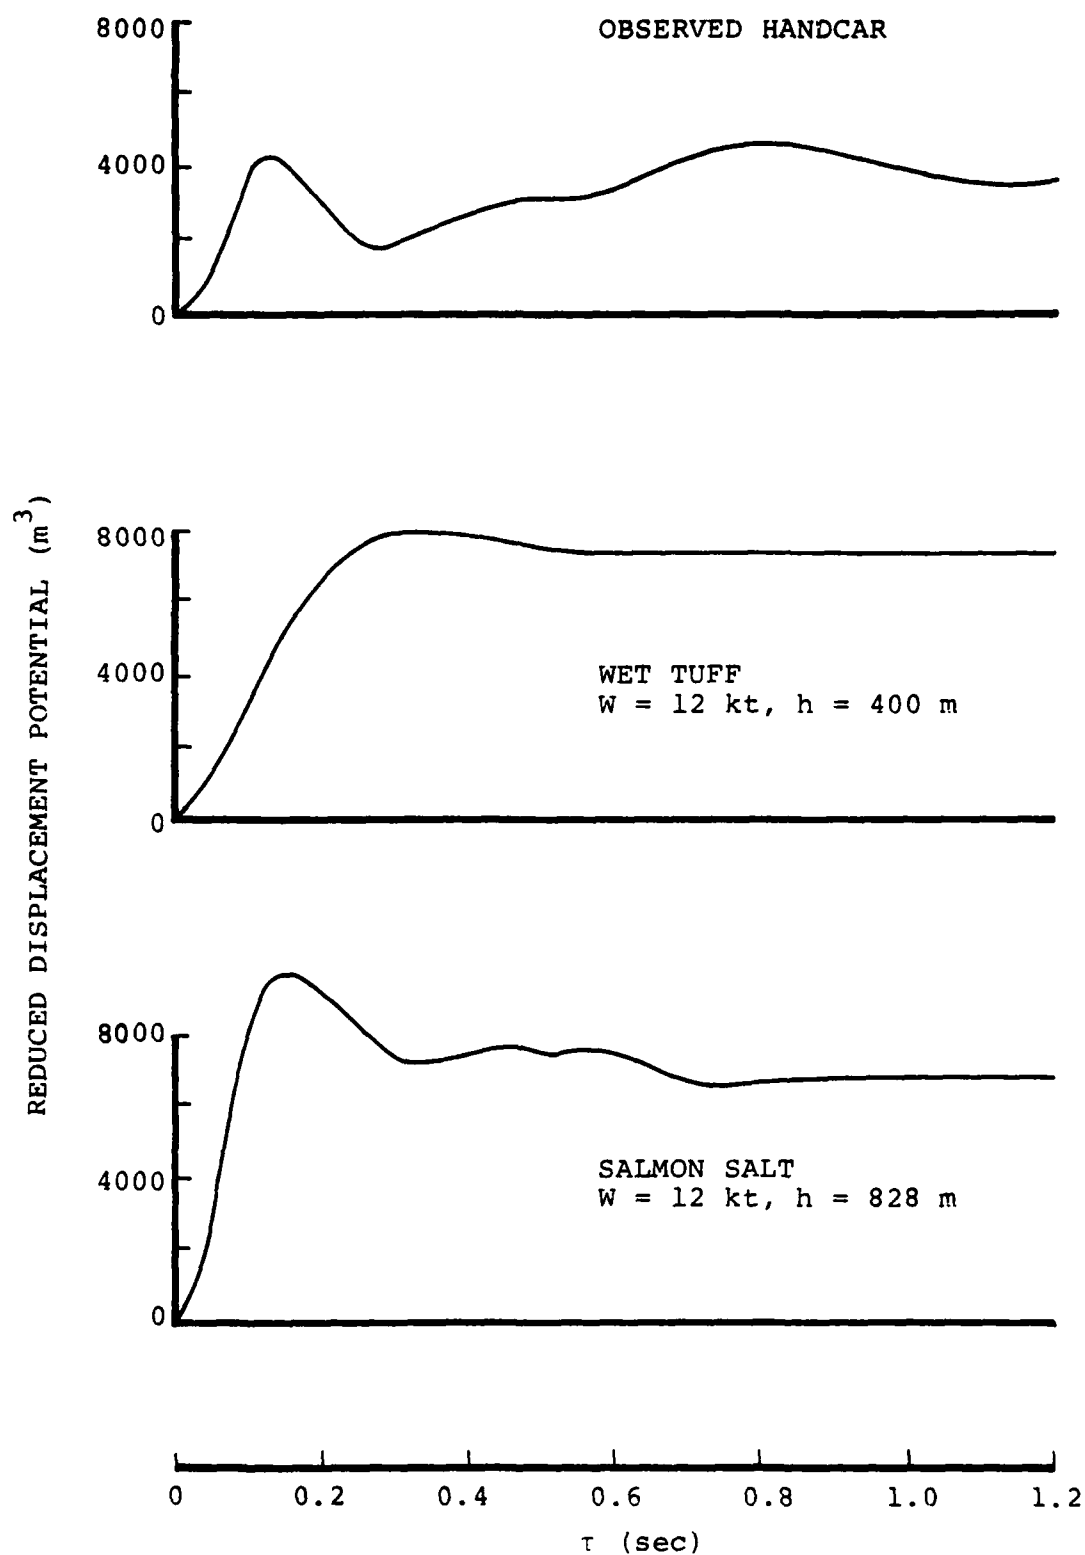 8000
4000
0
OBSERVED HANDCAR
REDUCED DISPLACEMENT POTENTIAL (m³)
8000
4000
0
WET TUFF
W = 12 kt, h = 400 m
8000
4000
0
SALMON SALT
W = 12 kt, h = 828 m
0 0.2 0.4 0.6 0.8 1.0 1.2
τ (sec)